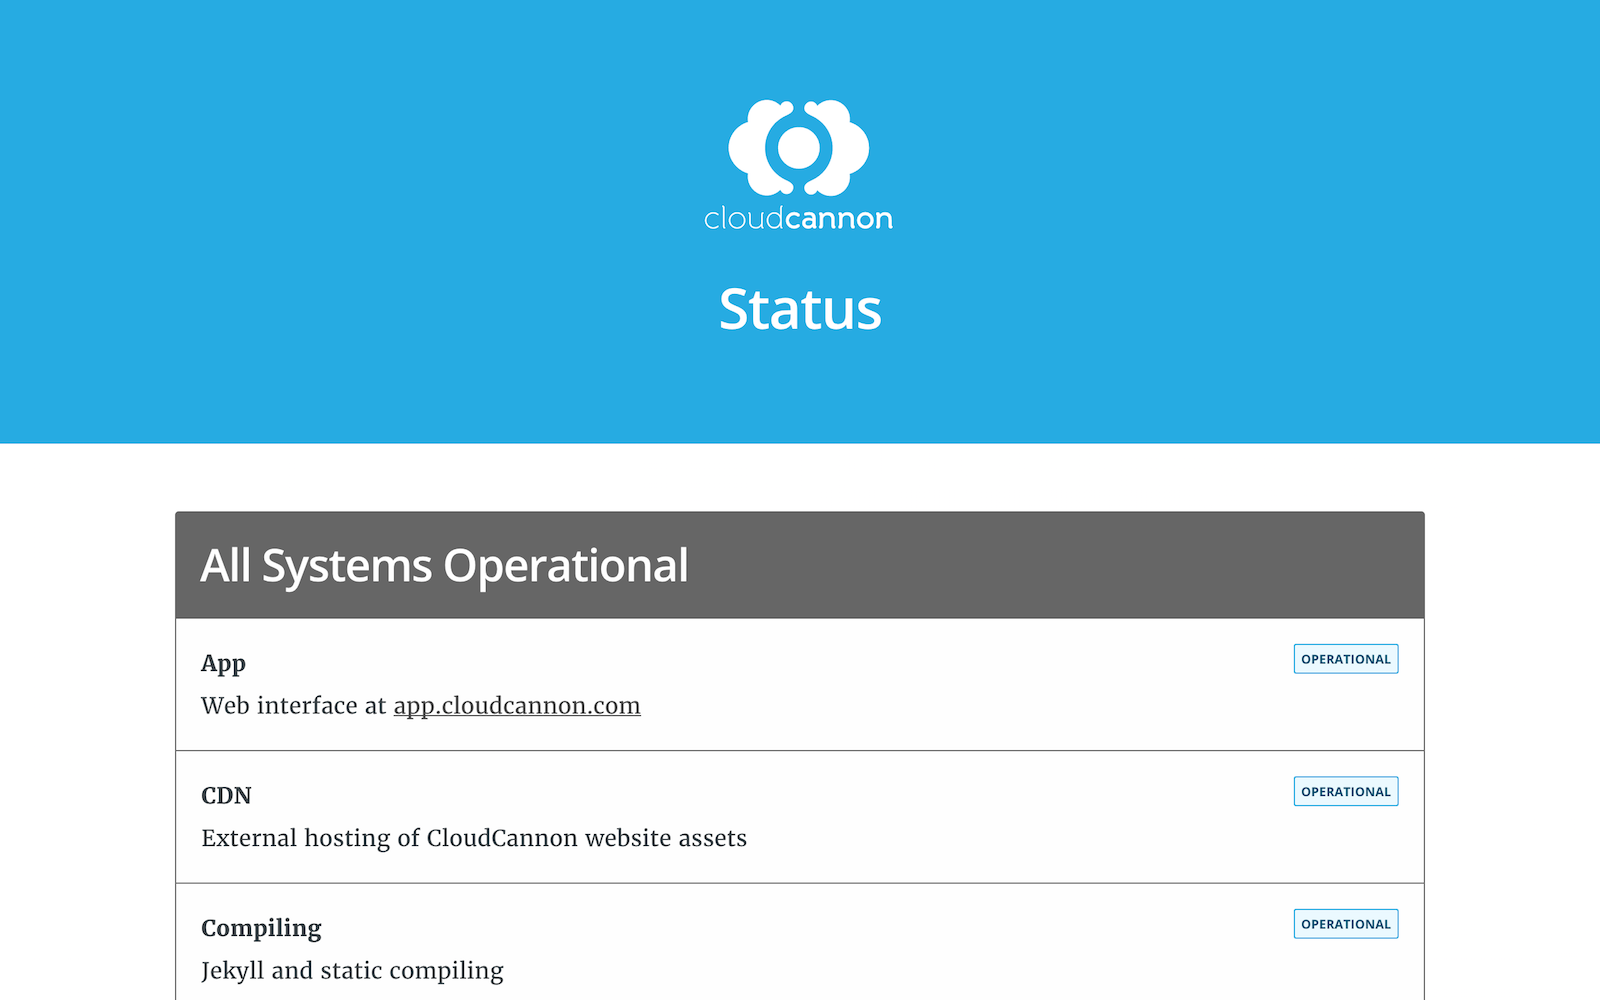 cloudcannon
Status
All Systems Operational
App
OPERATIONAL
Web interface at app.cloudcannon.com
CDN
OPERATIONAL
External hosting of CloudCannon website assets
Compiling
OPERATIONAL
Jekyll and static compiling